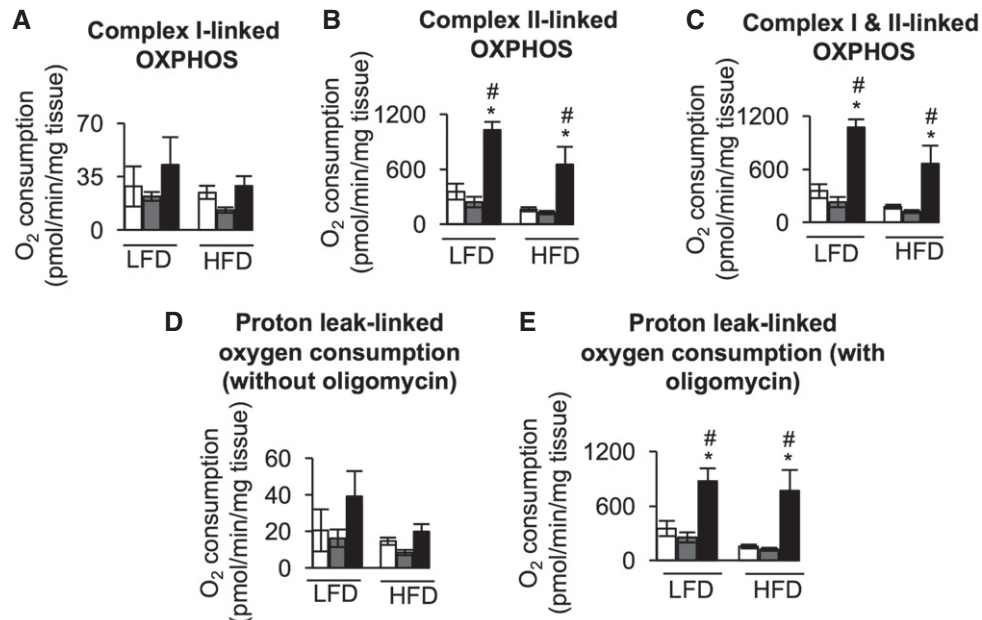 A
Complex I-linked
OXPHOS
O2 consumption
(pmol/min/mg tissue)
70
35
0
LFD
HFD
B
Complex II-linked
OXPHOS
O2 consumption
(pmol/min/mg tissue)
1200
600
0
#
*
#
*
LFD
HFD
C
Complex I & II-linked
OXPHOS
O2 consumption
(pmol/min/mg tissue)
1200
600
0
#
*
#
*
LFD
HFD
D
Proton leak-linked
oxygen consumption
(without oligomycin)
O2 consumption
(pmol/min/mg tissue)
60
40
20
0
LFD
HFD
E
Proton leak-linked
oxygen consumption (with
oligomycin)
O2 consumption
(pmol/min/mg tissue)
1200
600
0
#
*
#
*
LFD
HFD